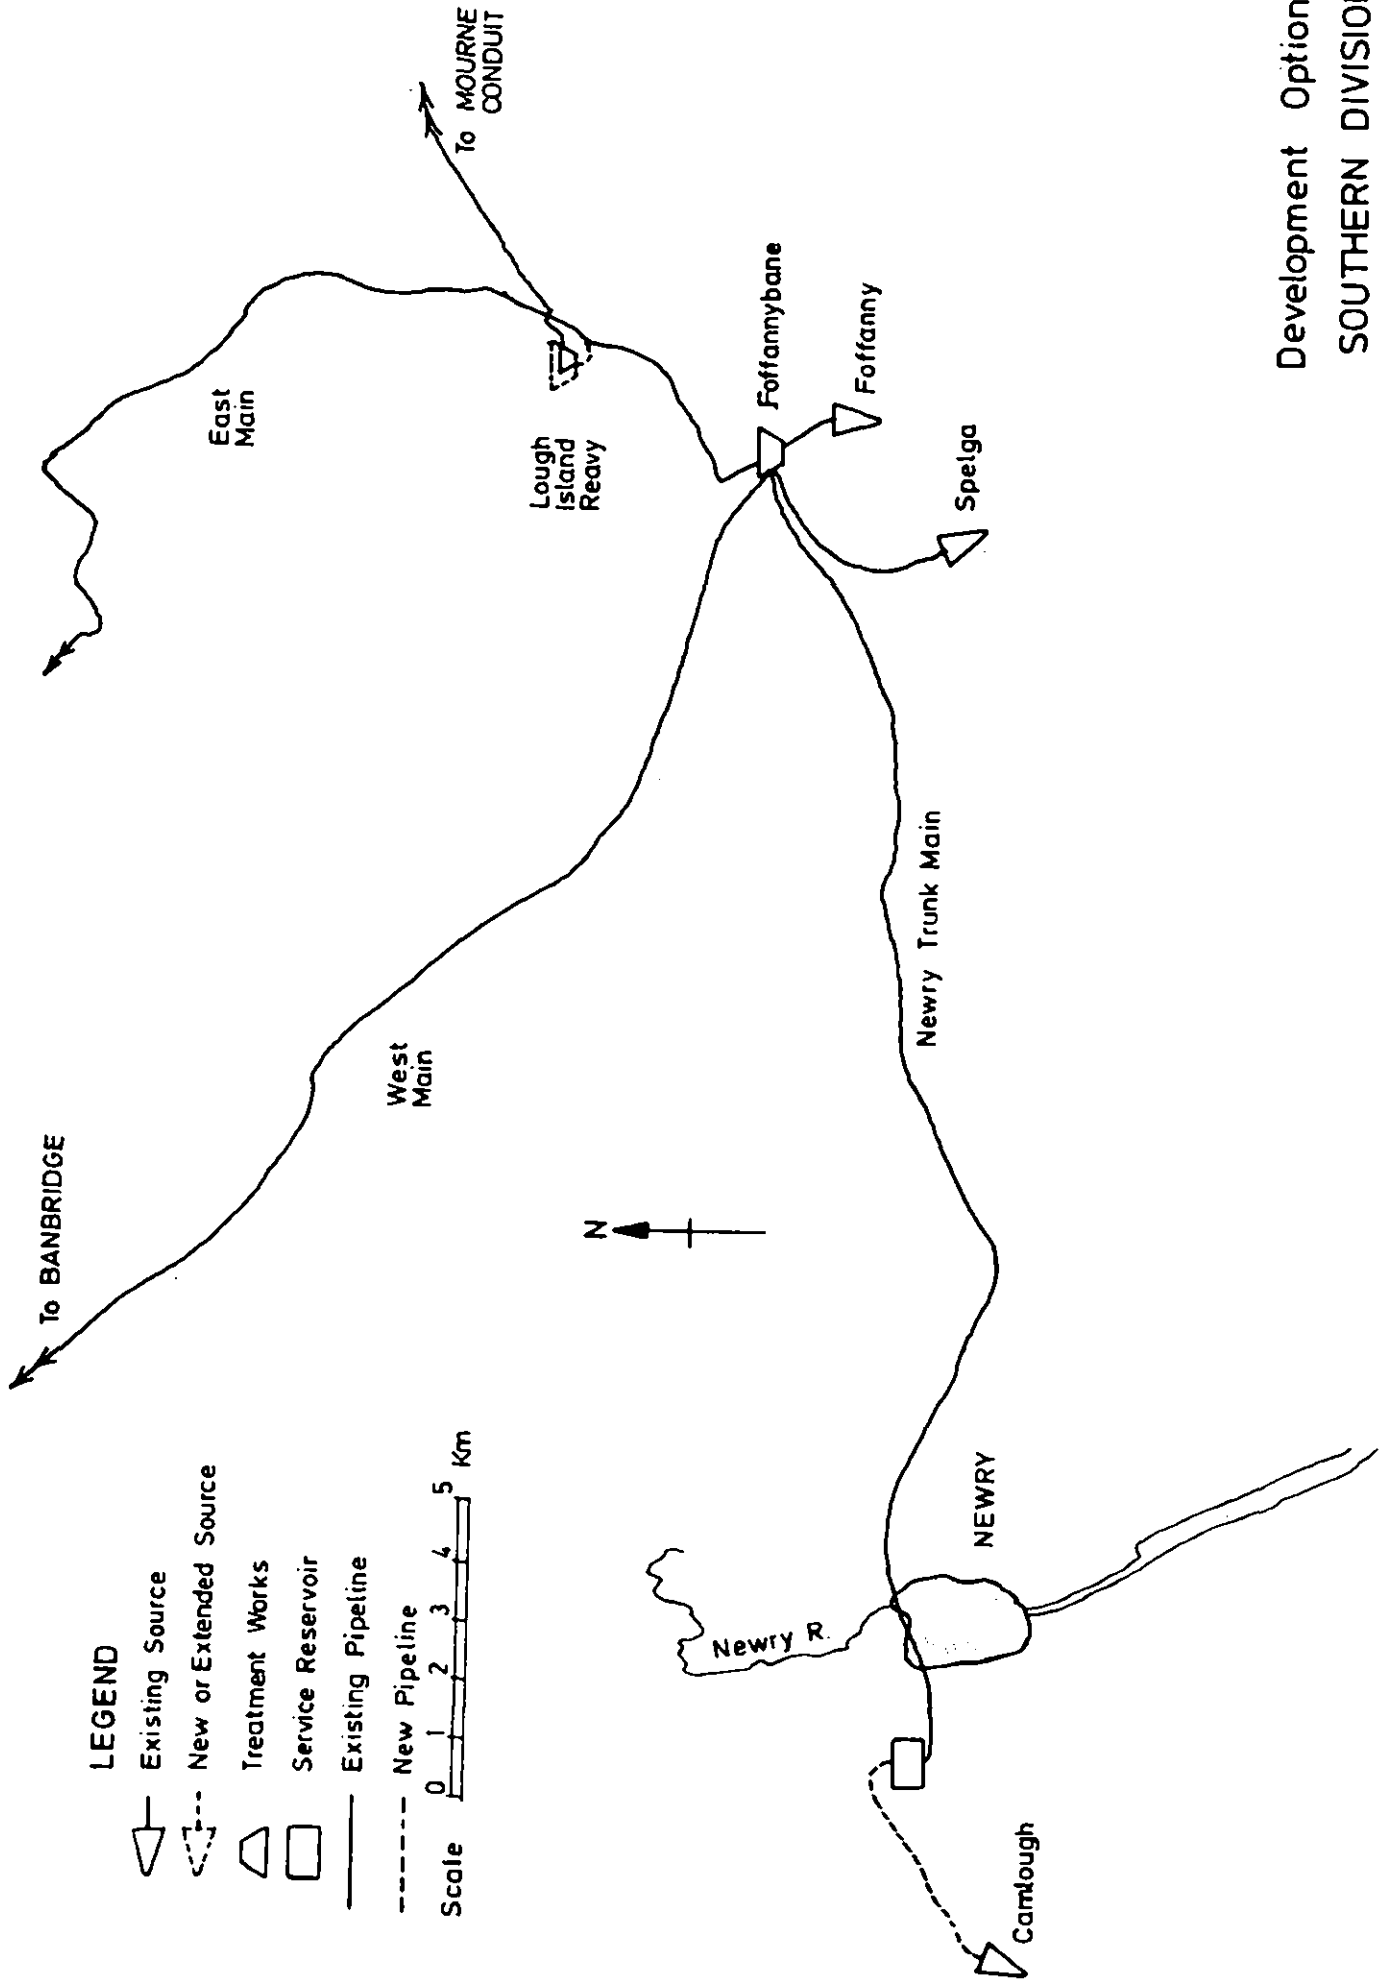 To BANBRIDGE
East
Main
To MOURNE
CONDUIT
West
Main
Lough
Island
Reavy
Foffannybane
Foffanny
Spelga
Newry Trunk Main
N
LEGEND
Existing Source
New or Extended Source
Treatment Works
Service Reservoir
Existing Pipeline
New Pipeline
Scale
0 1 2 3 4 5 Km
Newry R.
NEWRY
Camlough
Development Option
SOUTHERN DIVISION